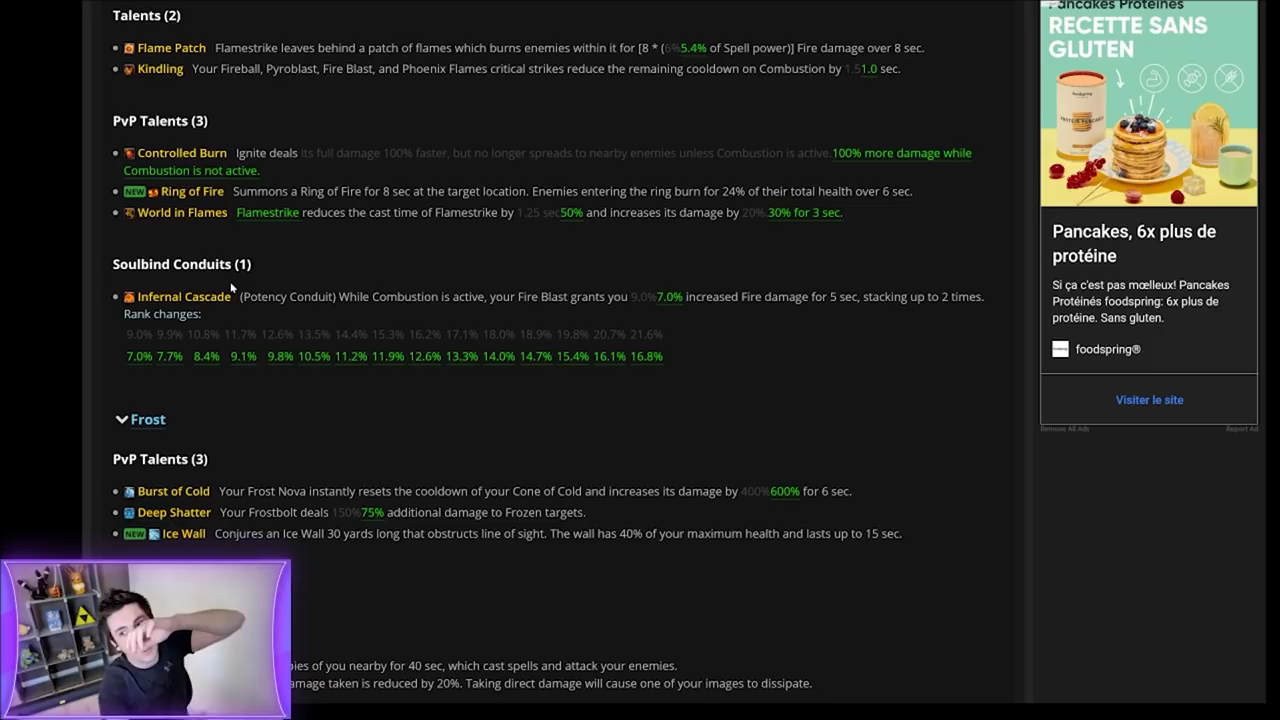 Talents (2)
Flame Patch Flamestrike leaves behind a patch of flames which burns enemies within it for [8 * (6%5.4% of Spell power)] Fire damage over 8 sec.
Kindling Your Fireball, Pyroblast, Fire Blast, and Phoenix Flames critical strikes reduce the remaining cooldown on Combustion by 1.51.0 sec.
PvP Talents (3)
Controlled Burn Ignite deals its full damage 100% faster, but no longer spreads to nearby enemies unless Combustion is active.100% more damage while
Combustion is not active.
NEW Ring of Fire Summons a Ring of Fire for 8 sec at the target location. Enemies entering the ring burn for 24% of their total health over 6 sec.
World in Flames Flamestrike reduces the cast time of Flamestrike by 1.25 sec50% and increases its damage by 20%.30% for 3 sec.
Soulbind Conduits (1)
Infernal Cascade (Potency Conduit) While Combustion is active, your Fire Blast grants you 9.0%7.0% increased Fire damage for 5 sec, stacking up to 2 times.
Rank changes:
9.0% 9.9% 10.8% 11.7% 12.6% 13.5% 14.4% 15.3% 16.2% 17.1% 18.0% 18.9% 19.8% 20.7% 21.6%
7.0% 7.7% 8.4% 9.1% 9.8% 10.5% 11.2% 11.9% 12.6% 13.3% 14.0% 14.7% 15.4% 16.1% 16.8%
Frost
PvP Talents (3)
Burst of Cold Your Frost Nova instantly resets the cooldown of your Cone of Cold and increases its damage by 400%600% for 6 sec.
Deep Shatter Your Frostbolt deals 150%75% additional damage to Frozen targets.
NEW Ice Wall Conjures an Ice Wall 30 yards long that obstructs line of sight. The wall has 40% of your maximum health and lasts up to 15 sec.
pies of you nearby for 40 sec, which cast spells and attack your enemies.
amage taken is reduced by 20%. Taking direct damage will cause one of your images to dissipate.
Pancakes Protéinés
RECETTE SANS
GLUTEN
Pancakes, 6x plus de
protéine
Si ça c'est pas mœlleux! Pancakes
Protéinés foodspring: 6x plus de
protéine. Sans gluten.
foodspring®
Visiter le site
Remove All Ads
Report Ad